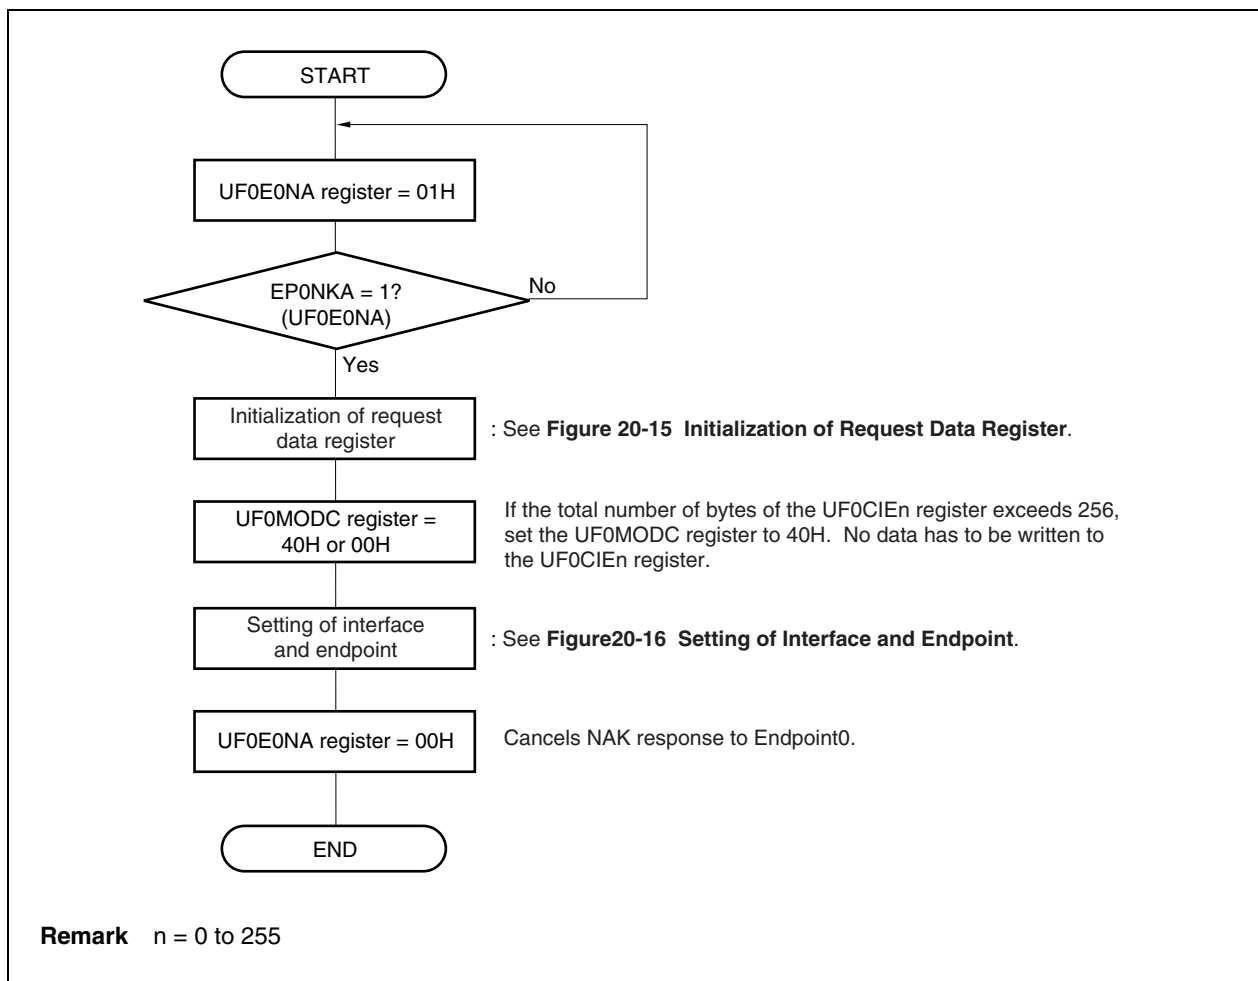 START
UF0E0NA register = 01H
EP0NKA = 1?
(UF0E0NA)
No
Yes
Initialization of request
data register
: See Figure 20-15  Initialization of Request Data Register.
UF0MODC register =
40H or 00H
If the total number of bytes of the UF0CIEn register exceeds 256,
set the UF0MODC register to 40H.  No data has to be written to
the UF0CIEn register.
Setting of interface
and endpoint
: See Figure20-16  Setting of Interface and Endpoint.
UF0E0NA register = 00H
Cancels NAK response to Endpoint0.
END
Remark  n = 0 to 255